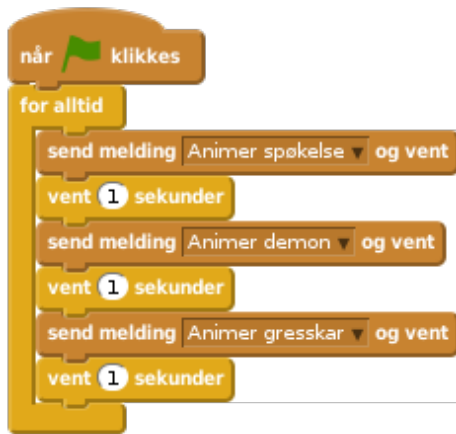 når klikkes
for alltid
send melding Animer spøkelse og vent
vent 1 sekunder
send melding Animer demon og vent
vent 1 sekunder
send melding Animer gresskar og vent
vent 1 sekunder